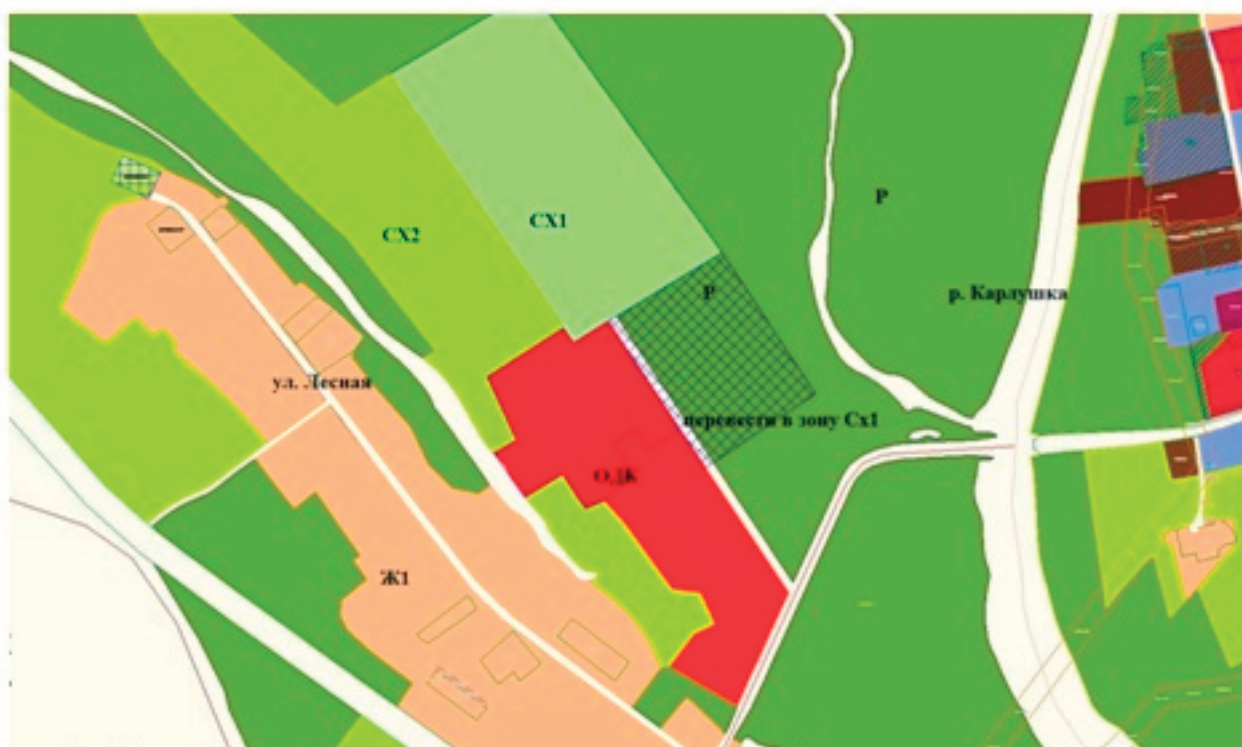 Р
СХ1
СХ2
Р
р. Карлушка
ул. Лесная
перевести в зону Сх1
ОДК
Ж1